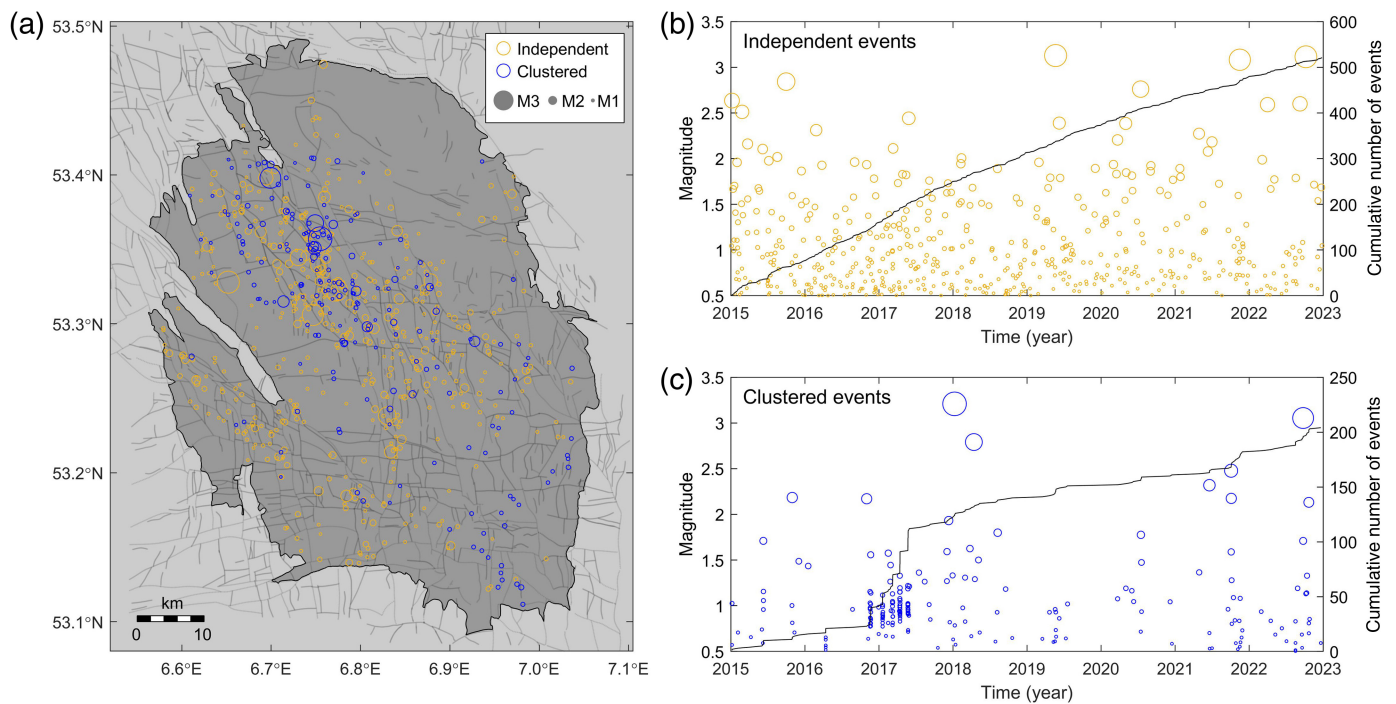 (a)
53.5°N
53.4°N
53.3°N
53.2°N
53.1°N
6.6°E 6.7°E 6.8°E 6.9°E 7.0°E 7.1°E
Independent
Clustered
M3 M2 M1
km
0 10
(b)
Independent events
3.5
3
2.5
2
1.5
1
0.5
Magnitude
600
500
400
300
200
100
0
Cumulative number of events
2015 2016 2017 2018 2019 2020 2021 2022 2023
Time (year)
(c)
Clustered events
3.5
3
2.5
2
1.5
1
0.5
Magnitude
250
200
150
100
50
0
Cumulative number of events
2015 2016 2017 2018 2019 2020 2021 2022 2023
Time (year)